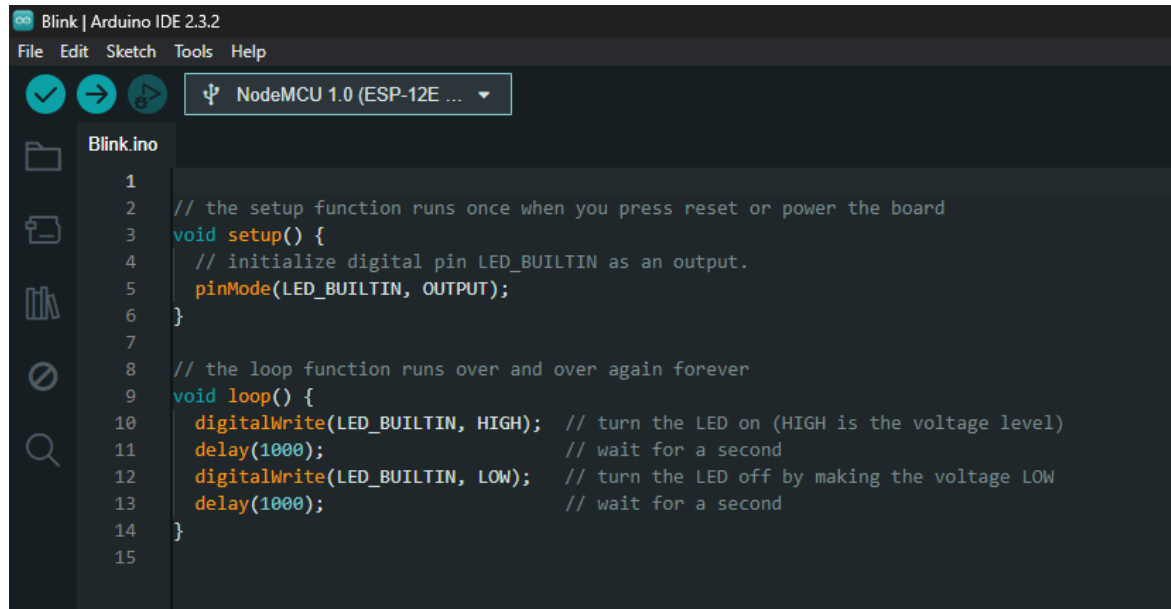 Blink | Arduino IDE 2.3.2
File Edit Sketch Tools Help
NodeMCU 1.0 (ESP-12E ...
Blink.ino
1
2 // the setup function runs once when you press reset or power the board
3 void setup() {
4   // initialize digital pin LED_BUILTIN as an output.
5   pinMode(LED_BUILTIN, OUTPUT);
6 }
7
8 // the loop function runs over and over again forever
9 void loop() {
10   digitalWrite(LED_BUILTIN, HIGH);  // turn the LED on (HIGH is the voltage level)
11   delay(1000);                      // wait for a second
12   digitalWrite(LED_BUILTIN, LOW);   // turn the LED off by making the voltage LOW
13   delay(1000);                      // wait for a second
14 }
15